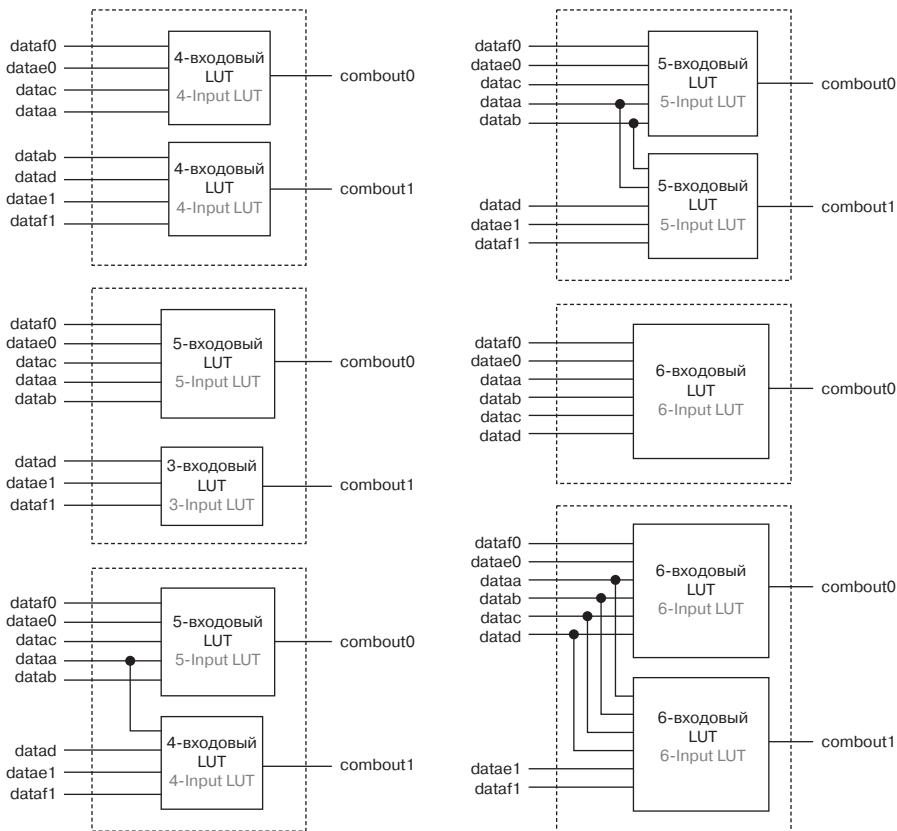 dataf0
datae0
datac
dataa
4-входовый
LUT
4-Input LUT
combout0
datab
datad
datae1
dataf1
4-входовый
LUT
4-Input LUT
combout1
dataf0
datae0
datac
dataa
datab
5-входовый
LUT
5-Input LUT
combout0
datad
datae1
dataf1
3-входовый
LUT
3-Input LUT
combout1
dataf0
datae0
datac
dataa
datab
5-входовый
LUT
5-Input LUT
combout0
datad
datae1
dataf1
4-входовый
LUT
4-Input LUT
combout1
dataf0
datae0
datac
dataa
datab
5-входовый
LUT
5-Input LUT
combout0
datad
datae1
dataf1
5-входовый
LUT
5-Input LUT
combout1
dataf0
datae0
dataa
datab
datac
datad
6-входовый
LUT
6-Input LUT
combout0
dataf0
datae0
dataa
datab
datac
datad
6-входовый
LUT
6-Input LUT
combout0
datae1
dataf1
6-входовый
LUT
6-Input LUT
combout1